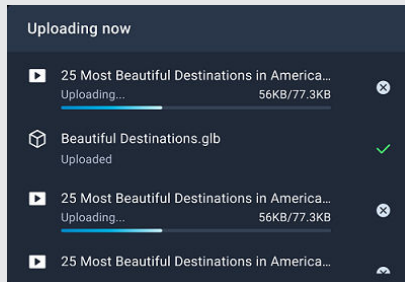 Uploading now
25 Most Beautiful Destinations in America...
Uploading... 56KB/77.3KB
Beautiful Destinations.glb
Uploaded
25 Most Beautiful Destinations in America...
Uploading... 56KB/77.3KB
25 Most Beautiful Destinations in America...